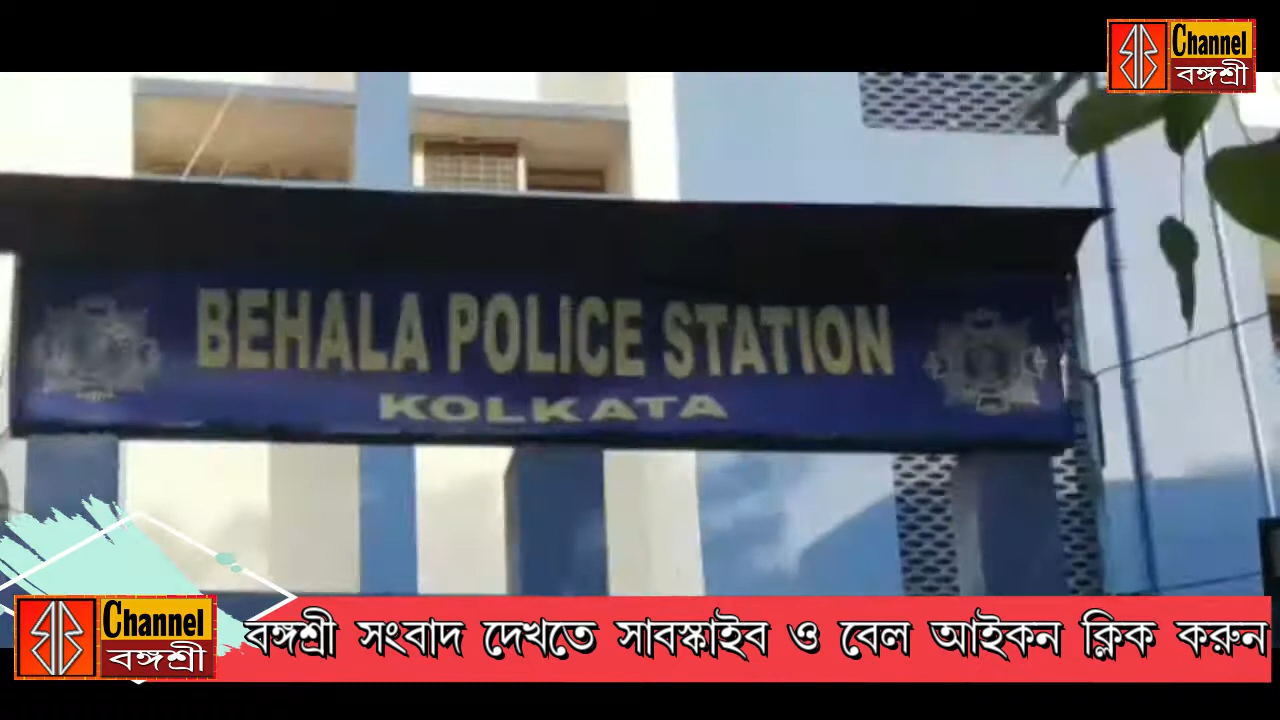 Channel
বঙ্গশ্রী
BEHALA POLICE STATION
KOLKATA
Channel
বঙ্গশ্রী
বঙ্গশ্রী সংবাদ দেখতে সাবস্ক্রাইব ও বেল আইকন ক্লিক করুন